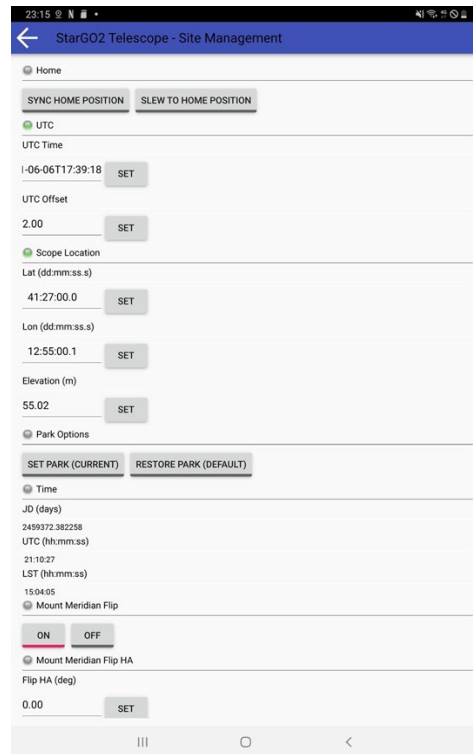 23:15
StarGO2 Telescope - Site Management
Home
SYNC HOME POSITION SLEW TO HOME POSITION
UTC
UTC Time
-06-06T17:39:18 SET
UTC Offset
2.00 SET
Scope Location
Lat (dd:mm:ss.s)
41:27:00.0 SET
Lon (dd:mm:ss.s)
12:55:00.1 SET
Elevation (m)
55.02 SET
Park Options
SET PARK (CURRENT) RESTORE PARK (DEFAULT)
Time
JD (days)
2459372.382258
UTC (hh:mm:ss)
21:10:27
LST (hh:mm:ss)
15:04:05
Mount Meridian Flip
ON OFF
Mount Meridian Flip HA
Flip HA (deg)
0.00 SET